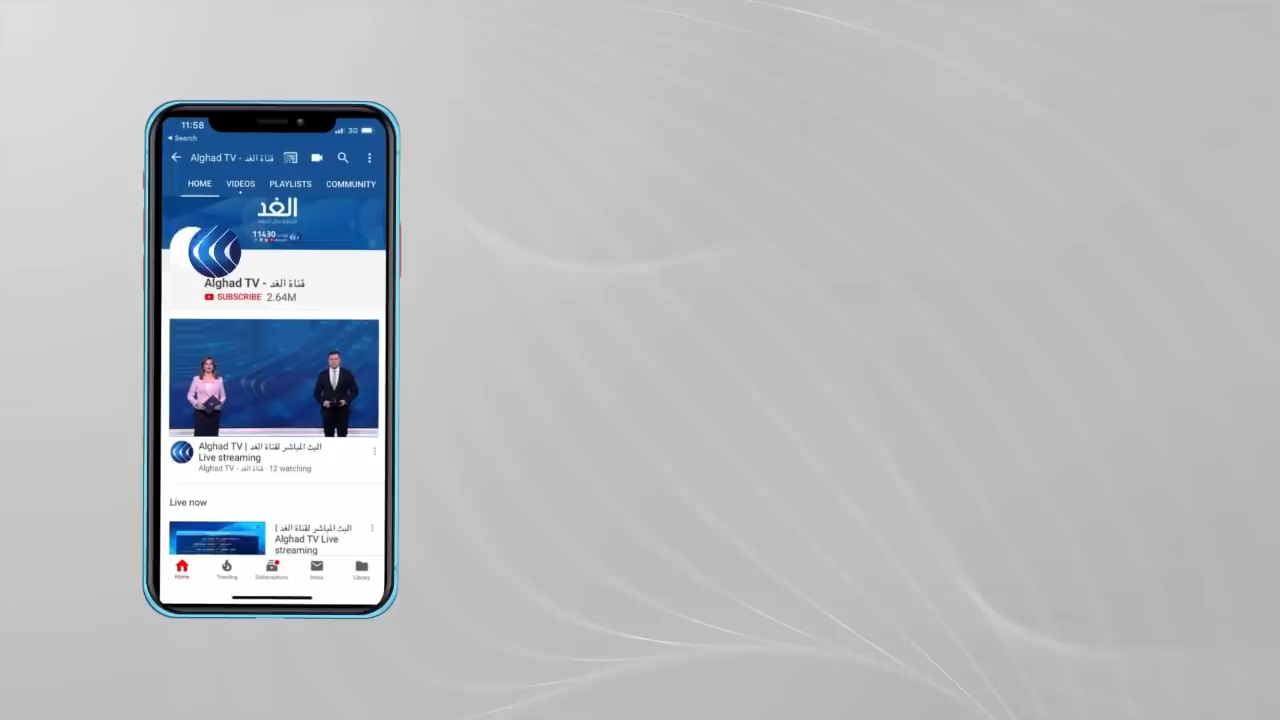 11:58
3G
Search
Alghad TV - قناة الغد
HOME VIDEOS PLAYLISTS COMMUNITY
الغد
11430
Alghad TV - قناة الغد
SUBSCRIBE 2.64M
Alghad TV | البث المباشر لقناة الغد
Live streaming
Alghad TV - قناة الغد · 12 watching
Live now
البث المباشر لقناة الغد |
Alghad TV Live
streaming
Home Trending Subscriptions Inbox Library